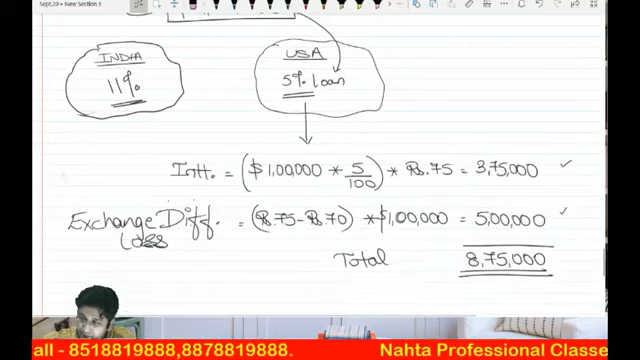 Sept.20 • New Section 3
INDIA
11%
USA
5% loan
Intt. = ($1,00,000 * 5/100) * Rs.75 = 3,75,000 ✓
Exchange Diff. = (Rs.75-Rs.70) * $1,00,000 = 5,00,000 ✓
Loss
Total 8,75,000
all - 8518819888,8878819888. Nahta Professional Classe